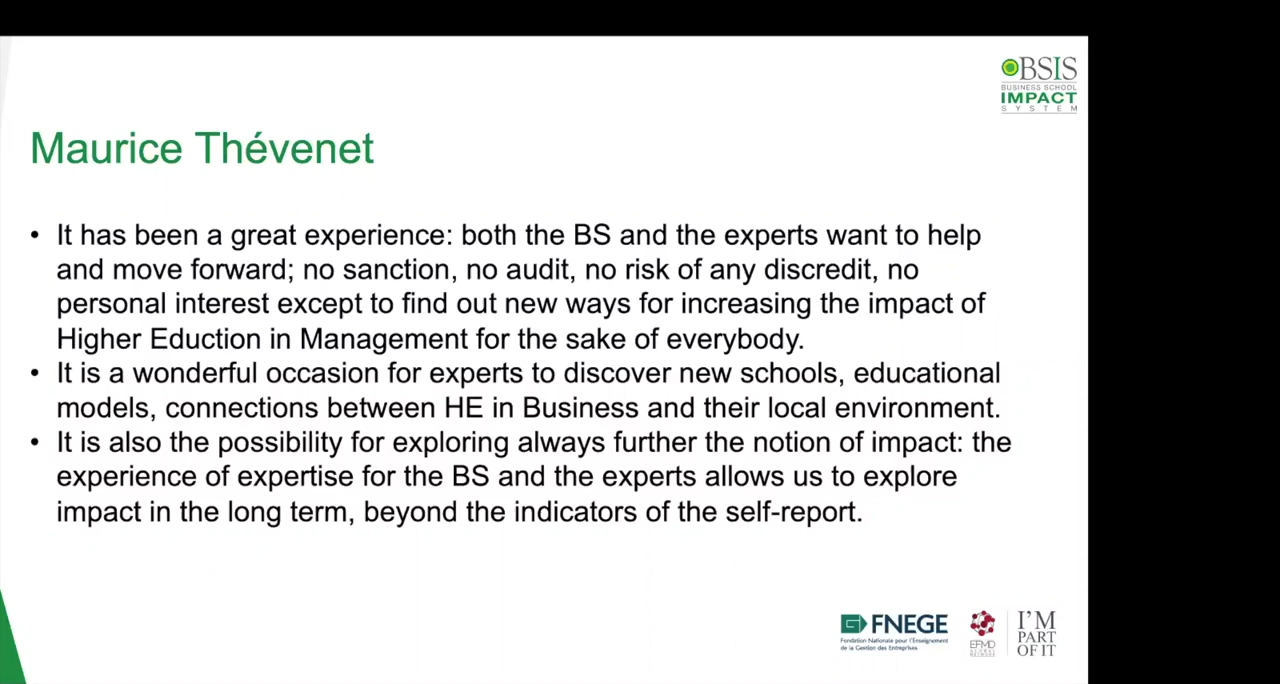 BSIS
BUSINESS SCHOOL
IMPACT
SYSTEM
Maurice Thévenet
• It has been a great experience: both the BS and the experts want to help
and move forward; no sanction, no audit, no risk of any discredit, no
personal interest except to find out new ways for increasing the impact of
Higher Eduction in Management for the sake of everybody.
• It is a wonderful occasion for experts to discover new schools, educational
models, connections between HE in Business and their local environment.
• It is also the possibility for exploring always further the notion of impact: the
experience of expertise for the BS and the experts allows us to explore
impact in the long term, beyond the indicators of the self-report.
FNEGE
Fondation Nationale pour l'Enseignement
de la Gestion des Entreprises
EFMD
GLOBAL
NETWORK
I'M
PART
OF IT